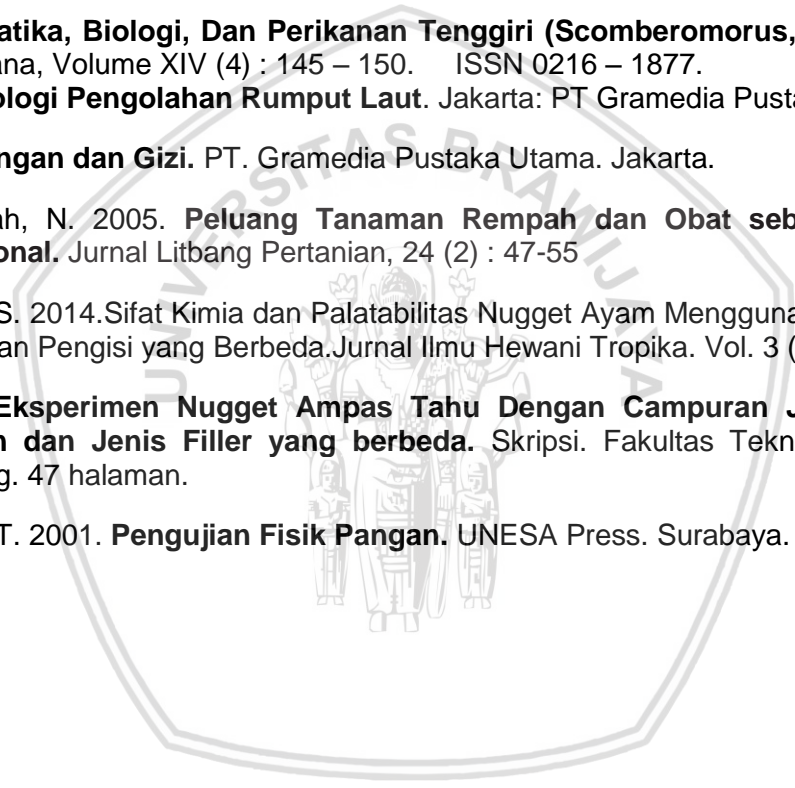 atika, Biologi, Dan Perikanan Tenggiri (Scomberomorus,
ana, Volume XIV (4) : 145 – 150. ISSN 0216 – 1877.
ologi Pengolahan Rumput Laut. Jakarta: PT Gramedia Pusta
ngan dan Gizi. PT. Gramedia Pustaka Utama. Jakarta.
ah, N. 2005. Peluang Tanaman Rempah dan Obat seb
onal. Jurnal Litbang Pertanian, 24 (2) : 47-55
S. 2014.Sifat Kimia dan Palatabilitas Nugget Ayam Mengguna
an Pengisi yang Berbeda.Jurnal Ilmu Hewani Tropika. Vol. 3 (
Eksperimen Nugget Ampas Tahu Dengan Campuran J
n dan Jenis Filler yang berbeda. Skripsi. Fakultas Tekn
g. 47 halaman.
T. 2001. Pengujian Fisik Pangan. UNESA Press. Surabaya.
UNIVERSITAS BRAWIJAYA